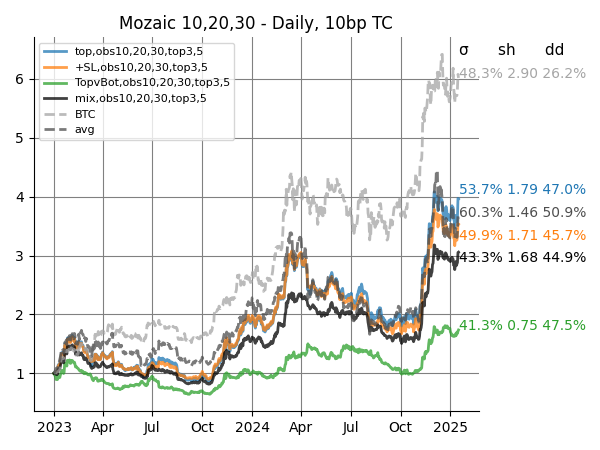 Mozaic 10,20,30 - Daily, 10bp TC
σ sh dd
top,obs10,20,30,top3,5
+SL,obs10,20,30,top3,5
TopvBot,obs10,20,30,top3,5
mix,obs10,20,30,top3,5
BTC
avg
48.3% 2.90 26.2%
53.7% 1.79 47.0%
60.3% 1.46 50.9%
49.9% 1.71 45.7%
43.3% 1.68 44.9%
41.3% 0.75 47.5%
6
5
4
3
2
1
2023 Apr Jul Oct 2024 Apr Jul Oct 2025